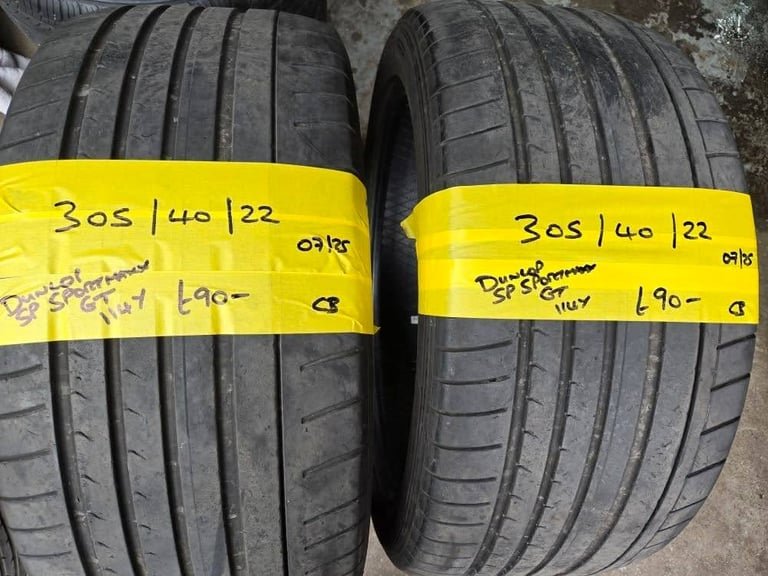 305/40/22
07/25
DUNLOP
SP SPORTMAXX
GT
114Y
£90-
CB
305/40/22
07/25
DUNLOP
SP SPORTMAXX
GT
114Y
£90-
CB